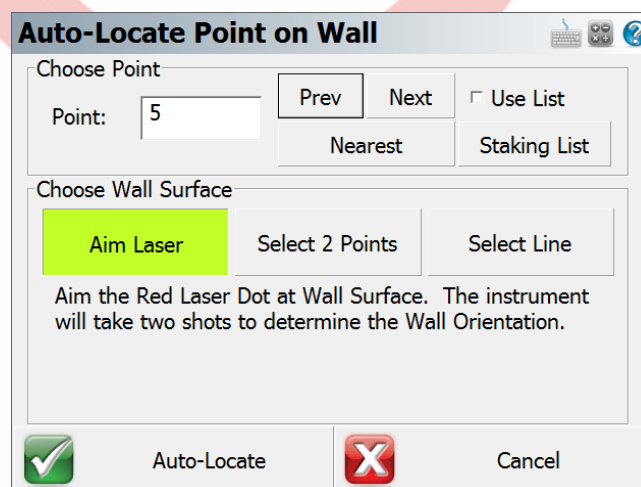 Auto-Locate Point on Wall
Choose Point
Point:
5
Prev
Next
Use List
Nearest
Staking List
Choose Wall Surface
Aim Laser
Select 2 Points
Select Line
Aim the Red Laser Dot at Wall Surface.  The instrument
will take two shots to determine the Wall Orientation.
Auto-Locate
Cancel